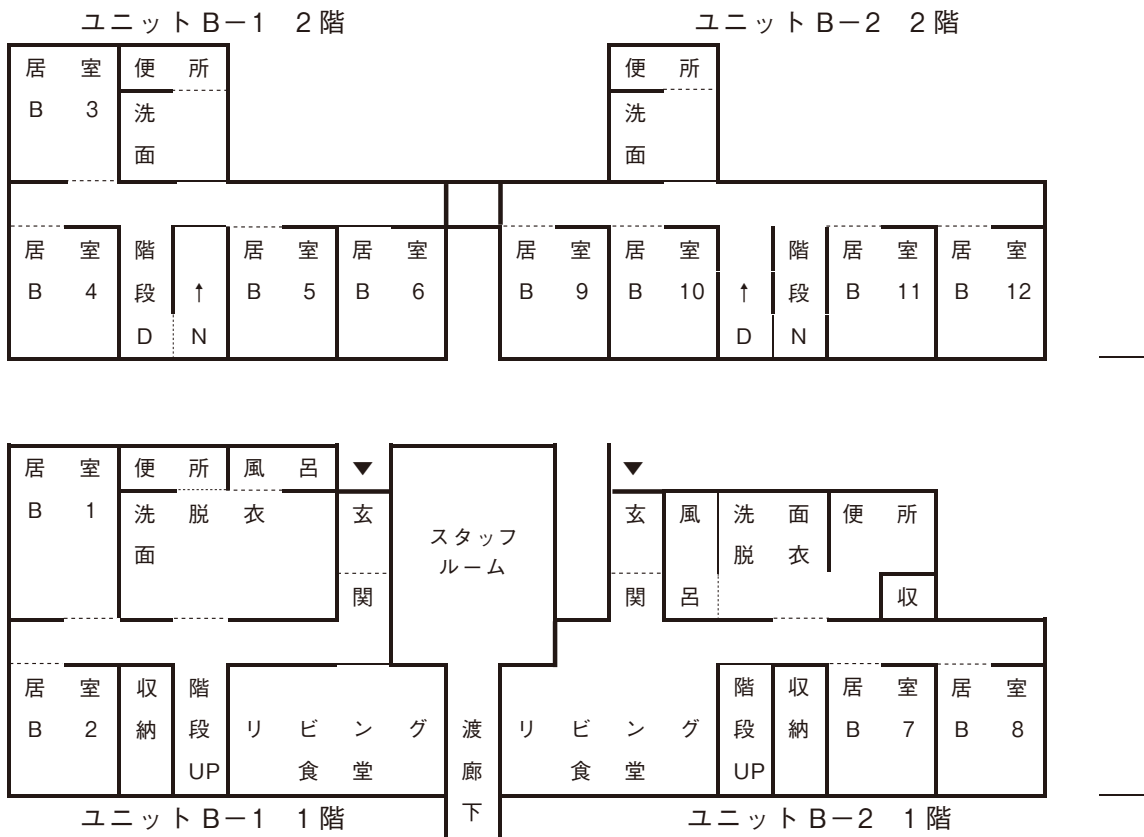 ユニットB－1　2階　ユニットB－2　2階
居室　便所　便所
B 3　洗　洗
面　面
居室　階　居室　居室　居室　居室　階　居室　居室
B 4　段　↑　B 5　B 6　B 9　B 10　↑　段　B 11　B 12
D　N　D　N
居室　便所　風呂　▼　▼
B 1　洗脱衣　玄　スタッフ　玄　風　洗面　便所
面　ルーム　脱衣
関　関　呂　収
居室　収　階　階　収　居室　居室
B 2　納　段　リビング　渡　リビング　段　納　B 7　B 8
UP　食堂　廊　食堂　UP
下
ユニットB－1　1階　ユニットB－2　1階